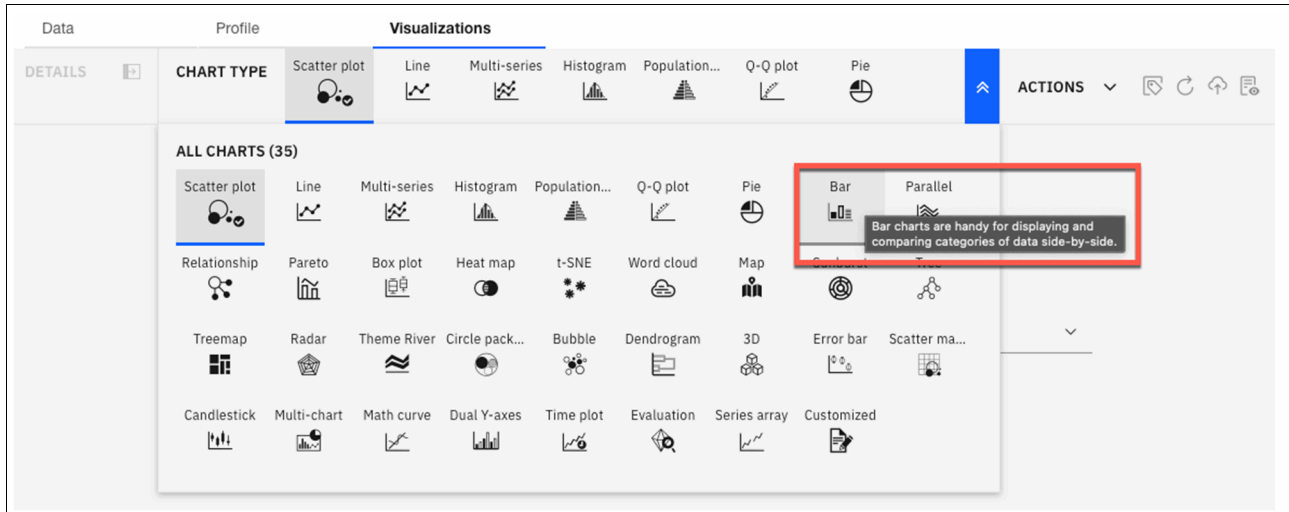 Data Profile Visualizations
DETAILS CHART TYPE Scatter plot Line Multi-series Histogram Population... Q-Q plot Pie ACTIONS
ALL CHARTS (35)
Scatter plot Line Multi-series Histogram Population... Q-Q plot Pie Bar Parallel
Bar charts are handy for displaying and
comparing categories of data side-by-side.
Relationship Pareto Box plot Heat map t-SNE Word cloud Map Sunburst Tree
Treemap Radar Theme River Circle pack... Bubble Dendrogram 3D Error bar Scatter ma...
Candlestick Multi-chart Math curve Dual Y-axes Time plot Evaluation Series array Customized